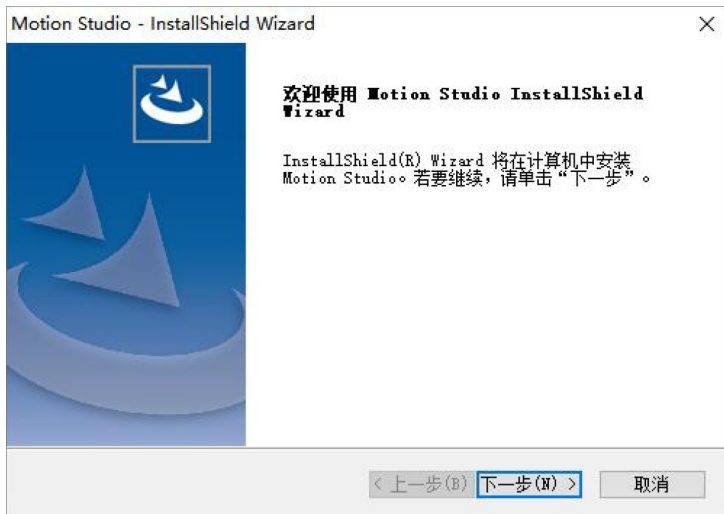 Motion Studio - InstallShield Wizard
欢迎使用 Motion Studio InstallShield
Wizard
InstallShield(R) Wizard 将在计算机中安装
Motion Studio。若要继续，请单击“下一步”。
< 上一步(B) 下一步(N) > 取消